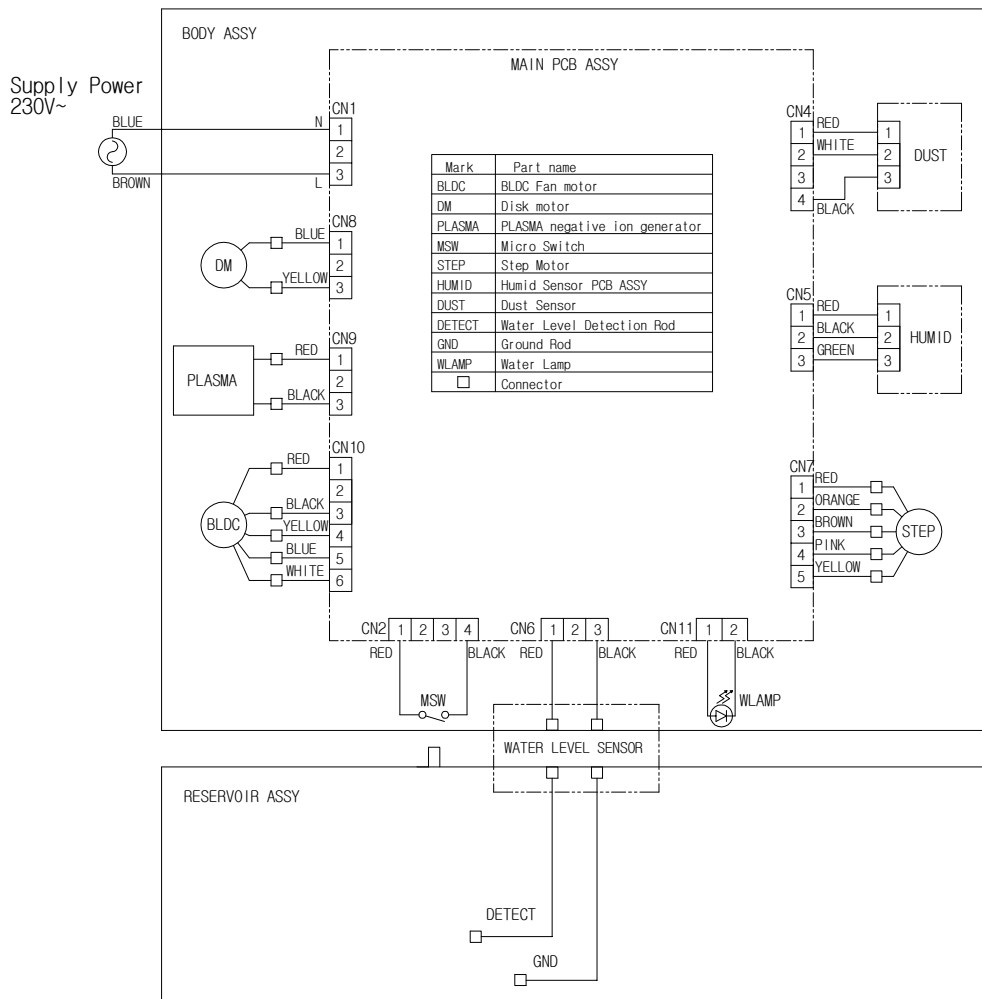 BODY ASSY
MAIN PCB ASSY
Supply Power
230V~
BLUE
N
BROWN
L
CN1
1
2
3
DM
BLUE
YELLOW
CN8
1
2
3
PLASMA
RED
BLACK
CN9
1
2
3
BLDC
RED
BLACK
YELLOW
BLUE
WHITE
CN10
1
2
3
4
5
6
Mark Part name
BLDC BLDC Fan motor
DM Disk motor
PLASMA PLASMA negative ion generator
MSW Micro Switch
STEP Step Motor
HUMID Humid Sensor PCB ASSY
DUST Dust Sensor
DETECT Water Level Detection Rod
GND Ground Rod
WLAMP Water Lamp
Connector
CN4
1 RED 1
2 WHITE 2
3 3
4 BLACK
DUST
CN5
1 RED 1
2 BLACK 2
3 GREEN 3
HUMID
CN7
1 RED
2 ORANGE
3 BROWN
4 PINK
5 YELLOW
STEP
CN2 1 2 3 4
RED BLACK
MSW
CN6 1 2 3
RED BLACK
CN11 1 2
RED BLACK
WLAMP
WATER LEVEL SENSOR
RESERVOIR ASSY
DETECT
GND